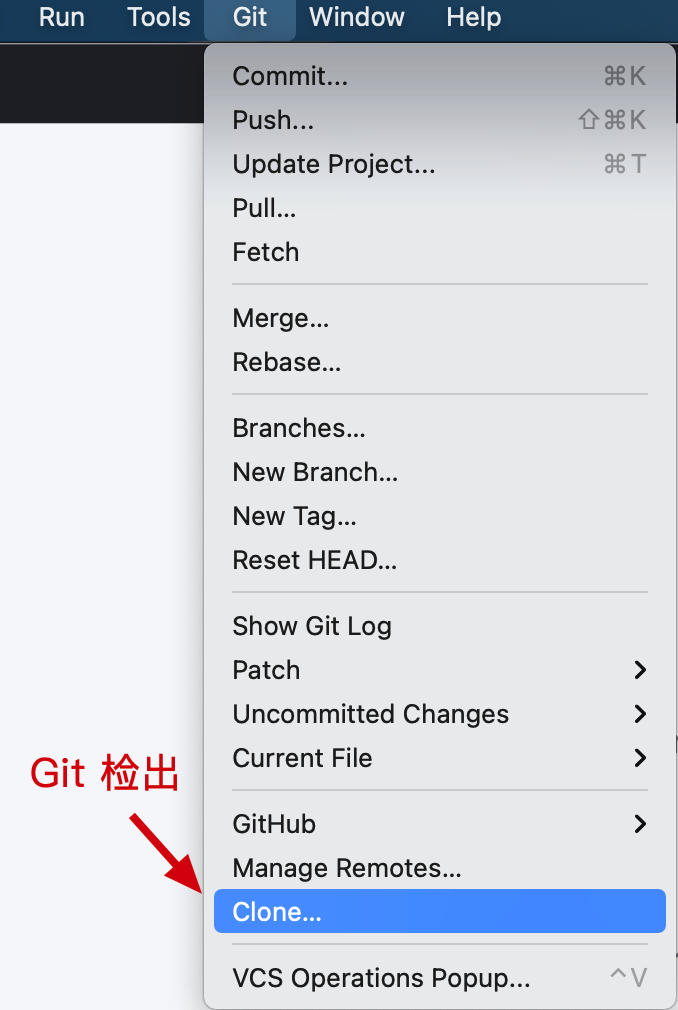 Run Tools Git Window Help
Commit... ⌘K
Push... ⇧⌘K
Update Project... ⌘T
Pull...
Fetch
Merge...
Rebase...
Branches...
New Branch...
New Tag...
Reset HEAD...
Show Git Log
Patch
Uncommitted Changes
Current File
Git 检出
GitHub
Manage Remotes...
Clone...
VCS Operations Popup... ^V